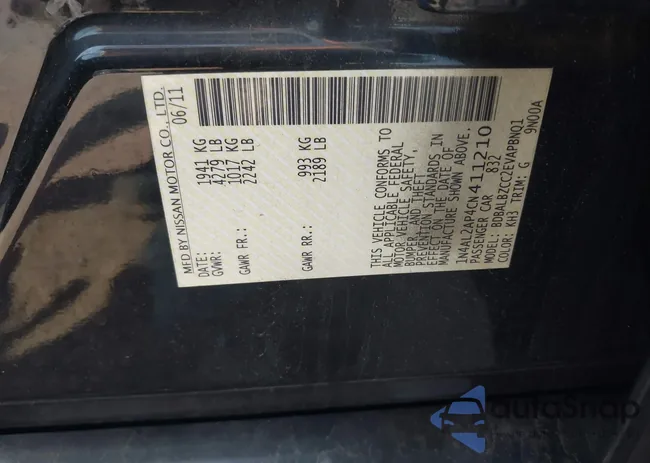 MFD BY NISSAN MOTOR CO., LTD.
DATE: 06/11
GVWR: 1941 KG
4279 LB
GAWR FR.: 1017 KG
2242 LB
GAWR RR.: 993 KG
2189 LB
THIS VEHICLE CONFORMS TO
ALL APPLICABLE FEDERAL
MOTOR VEHICLE SAFETY,
BUMPER, AND THEFT
PREVENTION STANDARDS IN
EFFECT ON THE DATE OF
MANUFACTURE SHOWN ABOVE.
1N4AL2AP4CN411210
PASSENGER CAR 832
MODEL: BDBALBZCC2EVAPBNQ1
COLOR: KH3 TRIM: G 9N00A
autoSnap